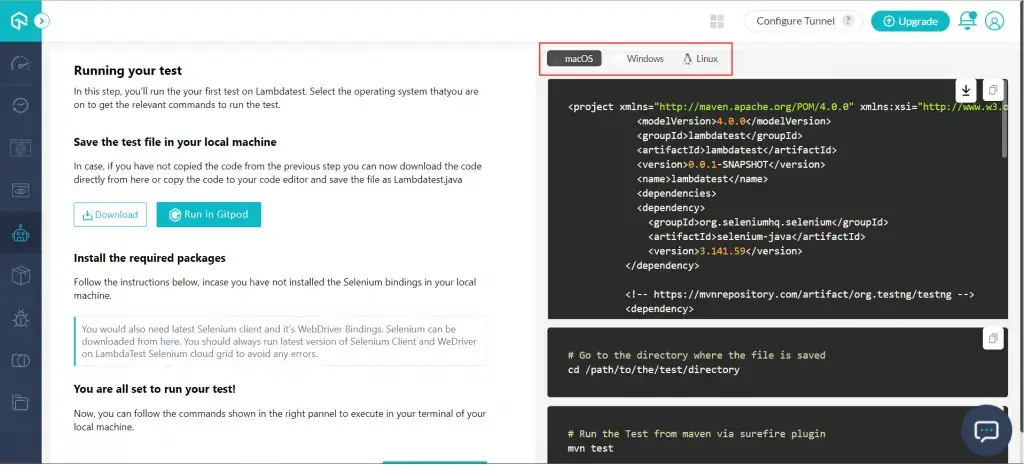 Configure Tunnel ?
Upgrade
Running your test
In this step, you'll run the your first test on Lambdatest. Select the operating system thatyou are
on to get the relevant commands to run the test.
Save the test file in your local machine
In case, if you have not copied the code from the previous step you can now download the code
directly from here or copy the code to your code editor and save the file as Lambdatest.java
Download
Run in Gitpod
Install the required packages
Follow the instructions below, incase you have not installed the Selenium bindings in your local
machine.
You would also need latest Selenium client and it's WebDriver Bindings. Selenium can be
downloaded from here. You should always run latest version of Selenium Client and WeDriver
on LambdaTest Selenium cloud grid to avoid any errors.
You are all set to run your test!
Now, you can follow the commands shown in the right pannel to execute in your terminal of your
local machine.
macOS
Windows
Linux
<project xmlns="http://maven.apache.org/POM/4.0.0" xmlns:xsi="http://www.w3.o
<modelVersion>4.0.0</modelVersion>
<groupId>lambdatest</groupId>
<artifactId>lambdatest</artifactId>
<version>0.0.1-SNAPSHOT</version>
<name>lambdatest</name>
<dependencies>
<dependency>
<groupId>org.seleniumhq.selenium</groupId>
<artifactId>selenium-java</artifactId>
<version>3.141.59</version>
</dependency>
<!-- https://mvnrepository.com/artifact/org.testng/testng -->
<dependency>
# Go to the directory where the file is saved
cd /path/to/the/test/directory
# Run the Test from maven via surefire plugin
mvn test